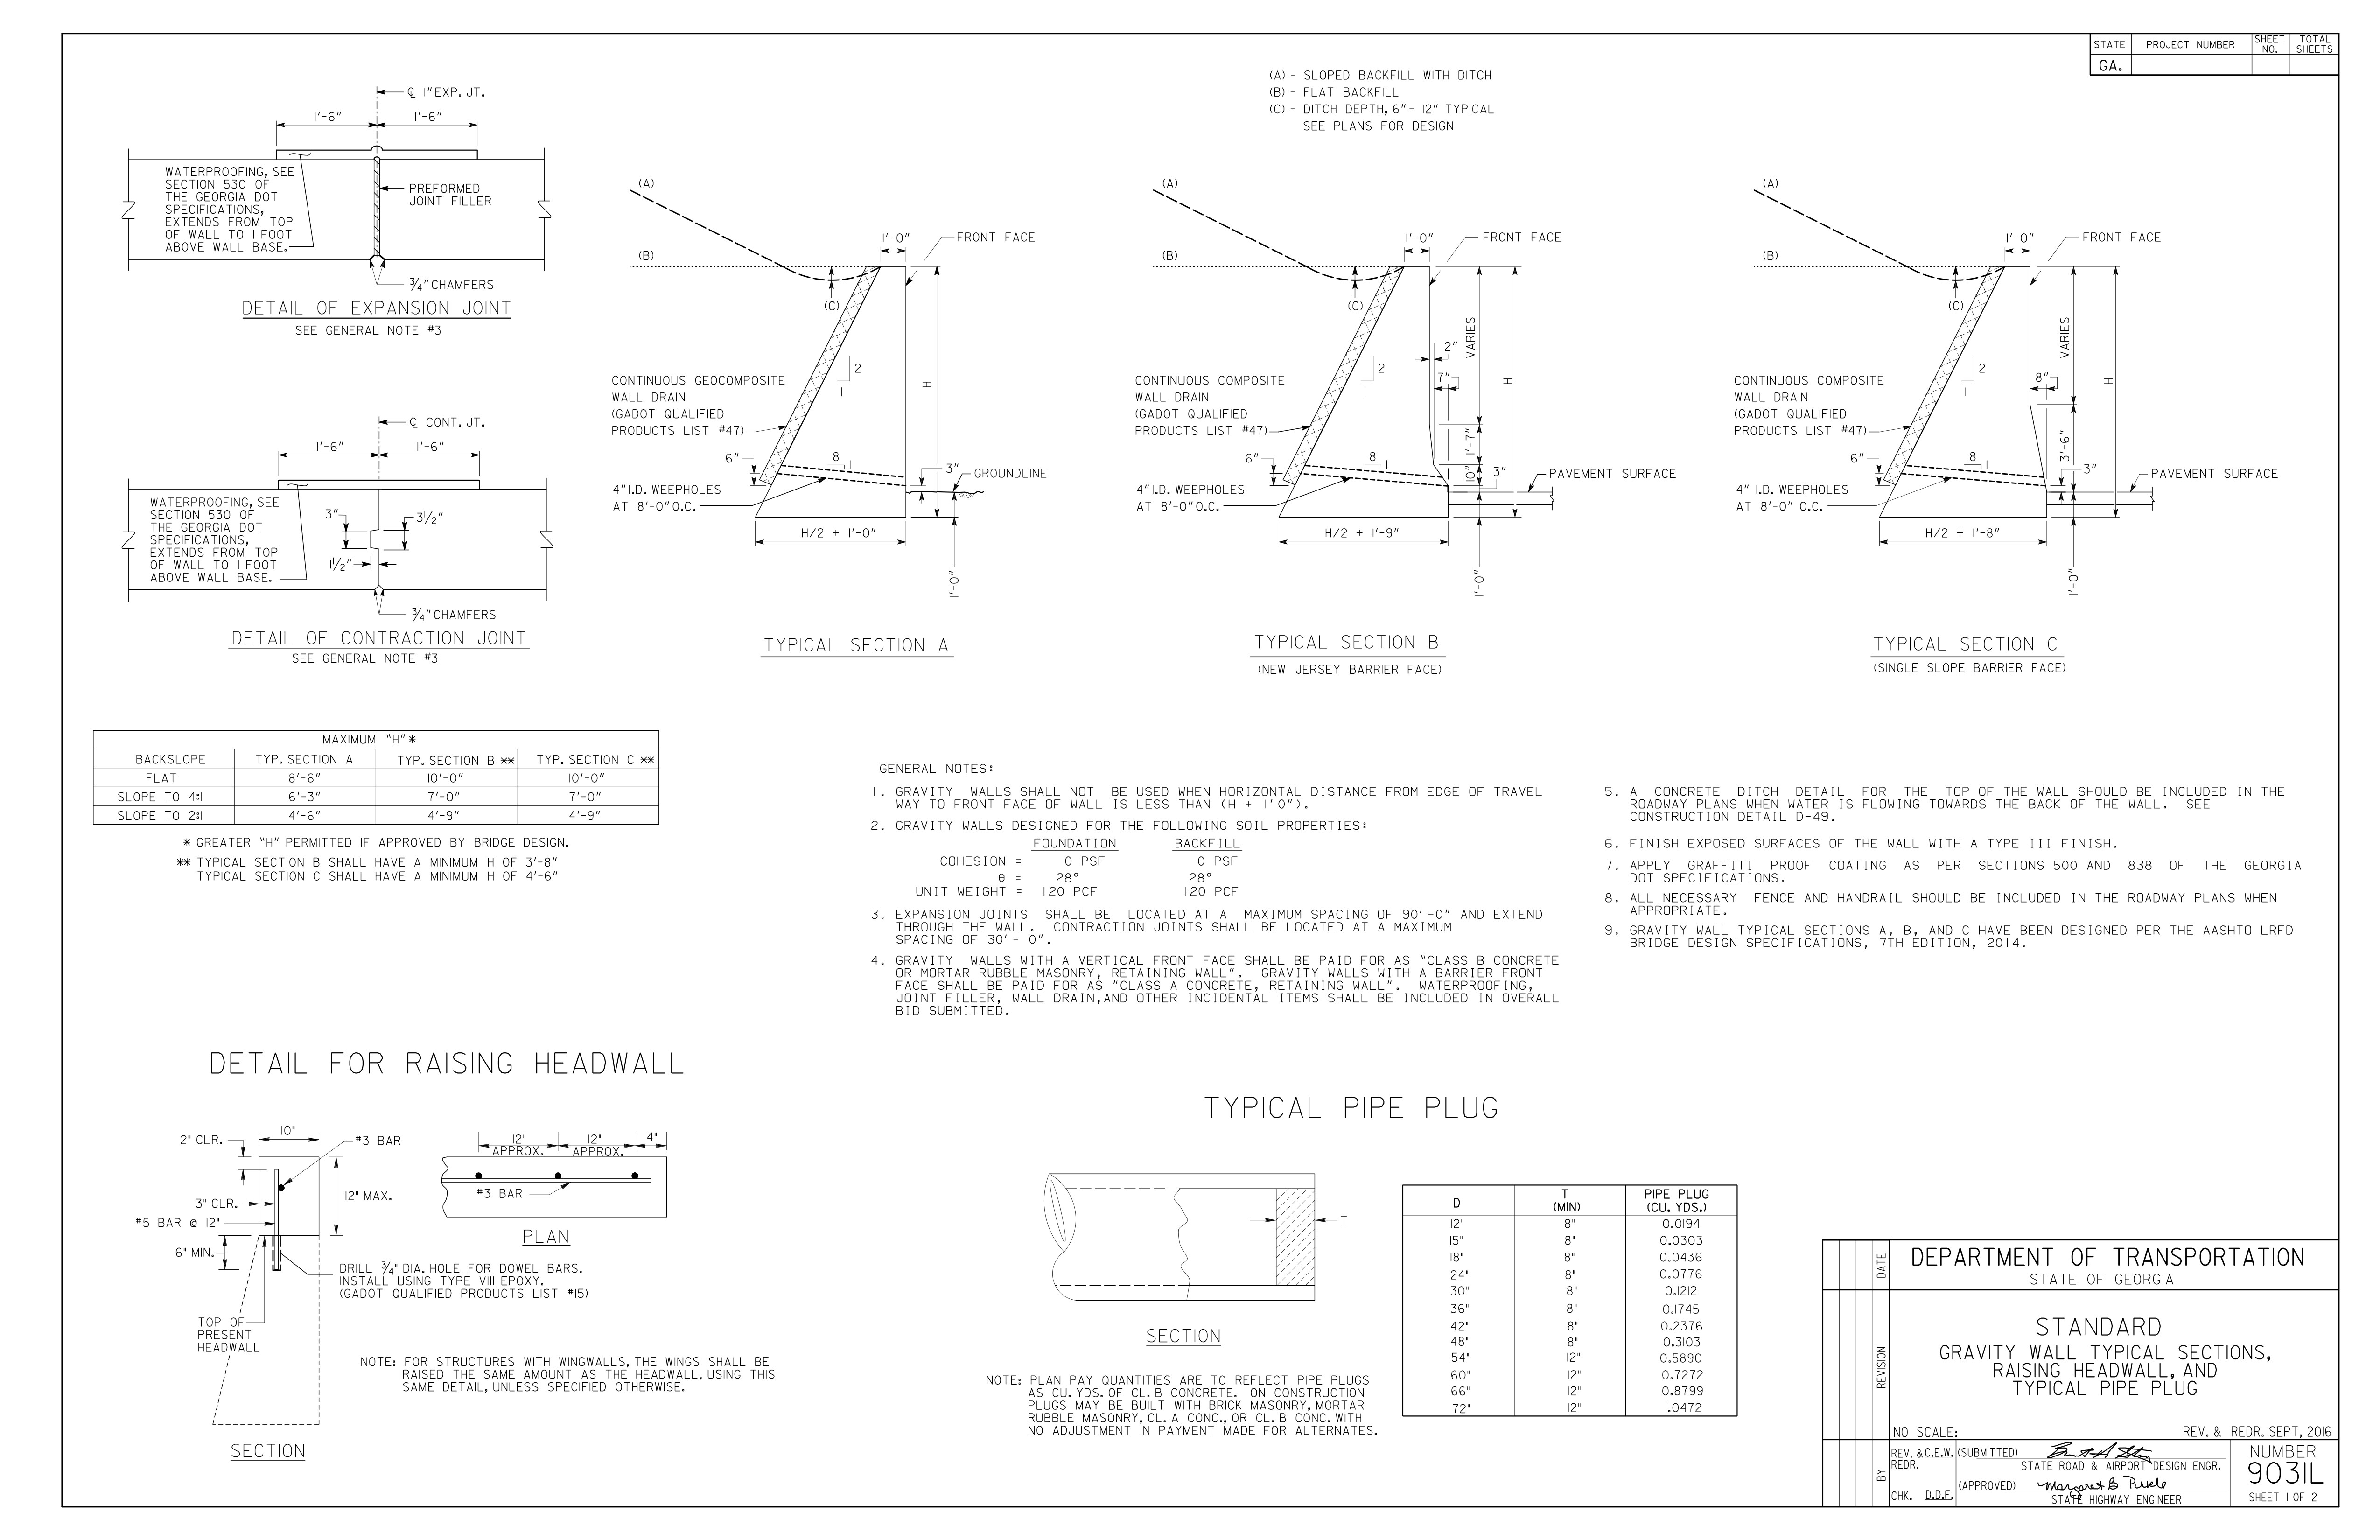 STATE PROJECT NUMBER SHEET NO. TOTAL SHEETS
GA.
(A) - SLOPED BACKFILL WITH DITCH
(B) - FLAT BACKFILL
(C) - DITCH DEPTH, 6" - 12" TYPICAL
SEE PLANS FOR DESIGN
℄ 1" EXP. JT.
1'-6" 1'-6"
WATERPROOFING, SEE
SECTION 530 OF
THE GEORGIA DOT
SPECIFICATIONS,
EXTENDS FROM TOP
OF WALL TO 1 FOOT
ABOVE WALL BASE.
PREFORMED
JOINT FILLER
3/4" CHAMFERS
DETAIL OF EXPANSION JOINT
SEE GENERAL NOTE #3
℄ CONT. JT.
1'-6" 1'-6"
WATERPROOFING, SEE
SECTION 530 OF
THE GEORGIA DOT
SPECIFICATIONS,
EXTENDS FROM TOP
OF WALL TO 1 FOOT
ABOVE WALL BASE.
3"
3 1/2"
1 1/2"
3/4" CHAMFERS
DETAIL OF CONTRACTION JOINT
SEE GENERAL NOTE #3
(A)
(B)
(C)
1'-0"
FRONT FACE
2
1
H
CONTINUOUS GEOCOMPOSITE
WALL DRAIN
(GADOT QUALIFIED
PRODUCTS LIST #47)
6"
8
1
3"
GROUNDLINE
4" I.D. WEEPHOLES
AT 8'-0" O.C.
H/2 + 1'-0"
1'-0"
TYPICAL SECTION A
(A)
(B)
(C)
1'-0"
FRONT FACE
VARIES
2"
2
1
7"
H
CONTINUOUS COMPOSITE
WALL DRAIN
(GADOT QUALIFIED
PRODUCTS LIST #47)
1'-7"
6"
8
1
10"
3"
PAVEMENT SURFACE
4" I.D. WEEPHOLES
AT 8'-0" O.C.
H/2 + 1'-9"
1'-0"
TYPICAL SECTION B
(NEW JERSEY BARRIER FACE)
(A)
(B)
(C)
1'-0"
FRONT FACE
VARIES
2
1
8"
H
CONTINUOUS COMPOSITE
WALL DRAIN
(GADOT QUALIFIED
PRODUCTS LIST #47)
3'-6"
6"
8
1
3"
PAVEMENT SURFACE
4" I.D. WEEPHOLES
AT 8'-0" O.C.
H/2 + 1'-8"
1'-0"
TYPICAL SECTION C
(SINGLE SLOPE BARRIER FACE)
MAXIMUM "H"*
BACKSLOPE TYP. SECTION A TYP. SECTION B ** TYP. SECTION C **
FLAT 8'-6" 10'-0" 10'-0"
SLOPE TO 4:1 6'-3" 7'-0" 7'-0"
SLOPE TO 2:1 4'-6" 4'-9" 4'-9"
* GREATER "H" PERMITTED IF APPROVED BY BRIDGE DESIGN.
** TYPICAL SECTION B SHALL HAVE A MINIMUM H OF 3'-8"
TYPICAL SECTION C SHALL HAVE A MINIMUM H OF 4'-6"
GENERAL NOTES:
1. GRAVITY WALLS SHALL NOT BE USED WHEN HORIZONTAL DISTANCE FROM EDGE OF TRAVEL
WAY TO FRONT FACE OF WALL IS LESS THAN (H + 1'0").
2. GRAVITY WALLS DESIGNED FOR THE FOLLOWING SOIL PROPERTIES:
FOUNDATION BACKFILL
COHESION = 0 PSF 0 PSF
θ = 28° 28°
UNIT WEIGHT = 120 PCF 120 PCF
3. EXPANSION JOINTS SHALL BE LOCATED AT A MAXIMUM SPACING OF 90'-0" AND EXTEND
THROUGH THE WALL. CONTRACTION JOINTS SHALL BE LOCATED AT A MAXIMUM
SPACING OF 30'- 0".
4. GRAVITY WALLS WITH A VERTICAL FRONT FACE SHALL BE PAID FOR AS "CLASS B CONCRETE
OR MORTAR RUBBLE MASONRY, RETAINING WALL". GRAVITY WALLS WITH A BARRIER FRONT
FACE SHALL BE PAID FOR AS "CLASS A CONCRETE, RETAINING WALL". WATERPROOFING,
JOINT FILLER, WALL DRAIN, AND OTHER INCIDENTAL ITEMS SHALL BE INCLUDED IN OVERALL
BID SUBMITTED.
5. A CONCRETE DITCH DETAIL FOR THE TOP OF THE WALL SHOULD BE INCLUDED IN THE
ROADWAY PLANS WHEN WATER IS FLOWING TOWARDS THE BACK OF THE WALL. SEE
CONSTRUCTION DETAIL D-49.
6. FINISH EXPOSED SURFACES OF THE WALL WITH A TYPE III FINISH.
7. APPLY GRAFFITI PROOF COATING AS PER SECTIONS 500 AND 838 OF THE GEORGIA
DOT SPECIFICATIONS.
8. ALL NECESSARY FENCE AND HANDRAIL SHOULD BE INCLUDED IN THE ROADWAY PLANS WHEN
APPROPRIATE.
9. GRAVITY WALL TYPICAL SECTIONS A, B, AND C HAVE BEEN DESIGNED PER THE AASHTO LRFD
BRIDGE DESIGN SPECIFICATIONS, 7TH EDITION, 2014.
DETAIL FOR RAISING HEADWALL
2" CLR.
10"
#3 BAR
12" MAX.
3" CLR.
#5 BAR @ 12"
6" MIN.
DRILL 3/4" DIA. HOLE FOR DOWEL BARS.
INSTALL USING TYPE VIII EPOXY.
(GADOT QUALIFIED PRODUCTS LIST #15)
TOP OF
PRESENT
HEADWALL
SECTION
12" 12" 4"
APPROX. APPROX.
#3 BAR
PLAN
NOTE: FOR STRUCTURES WITH WINGWALLS, THE WINGS SHALL BE
RAISED THE SAME AMOUNT AS THE HEADWALL, USING THIS
SAME DETAIL, UNLESS SPECIFIED OTHERWISE.
TYPICAL PIPE PLUG
T
SECTION
NOTE: PLAN PAY QUANTITIES ARE TO REFLECT PIPE PLUGS
AS CU. YDS. OF CL. B CONCRETE. ON CONSTRUCTION
PLUGS MAY BE BUILT WITH BRICK MASONRY, MORTAR
RUBBLE MASONRY, CL. A CONC., OR CL. B CONC. WITH
NO ADJUSTMENT IN PAYMENT MADE FOR ALTERNATES.
D T (MIN) PIPE PLUG (CU. YDS.)
12" 8" 0.0194
15" 8" 0.0303
18" 8" 0.0436
24" 8" 0.0776
30" 8" 0.1212
36" 8" 0.1745
42" 8" 0.2376
48" 8" 0.3103
54" 12" 0.5890
60" 12" 0.7272
66" 12" 0.8799
72" 12" 1.0472
DATE
REVISION
BY
DEPARTMENT OF TRANSPORTATION
STATE OF GEORGIA
STANDARD
GRAVITY WALL TYPICAL SECTIONS,
RAISING HEADWALL, AND
TYPICAL PIPE PLUG
NO SCALE: REV. & REDR. SEPT, 2016
REV. & C.E.W.
REDR.
(SUBMITTED)
STATE ROAD & AIRPORT DESIGN ENGR.
CHK. D.D.F.
(APPROVED) Margaret B Pirkle
STATE HIGHWAY ENGINEER
NUMBER
9031L
SHEET 1 OF 2